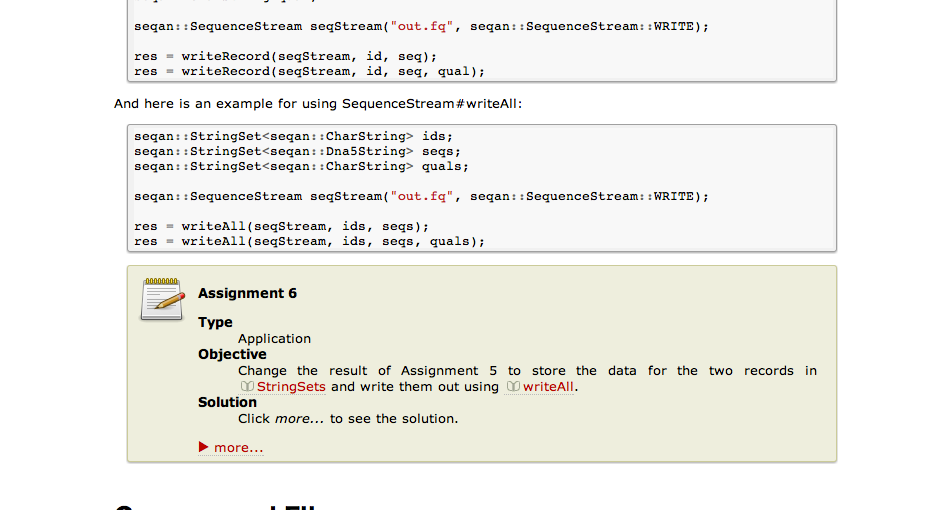 seqan::SequenceStream seqStream("out.fq", seqan::SequenceStream::WRITE);
res = writeRecord(seqStream, id, seq);
res = writeRecord(seqStream, id, seq, qual);
And here is an example for using SequenceStream#writeAll:
seqan::StringSet<seqan::CharString> ids;
seqan::StringSet<seqan::Dna5String> seqs;
seqan::StringSet<seqan::CharString> quals;
seqan::SequenceStream seqStream("out.fq", seqan::SequenceStream::WRITE);
res = writeAll(seqStream, ids, seqs);
res = writeAll(seqStream, ids, seqs, quals);
Assignment 6
Type
Application
Objective
Change the result of Assignment 5 to store the data for the two records in
StringSets and write them out using writeAll.
Solution
Click more... to see the solution.
more...